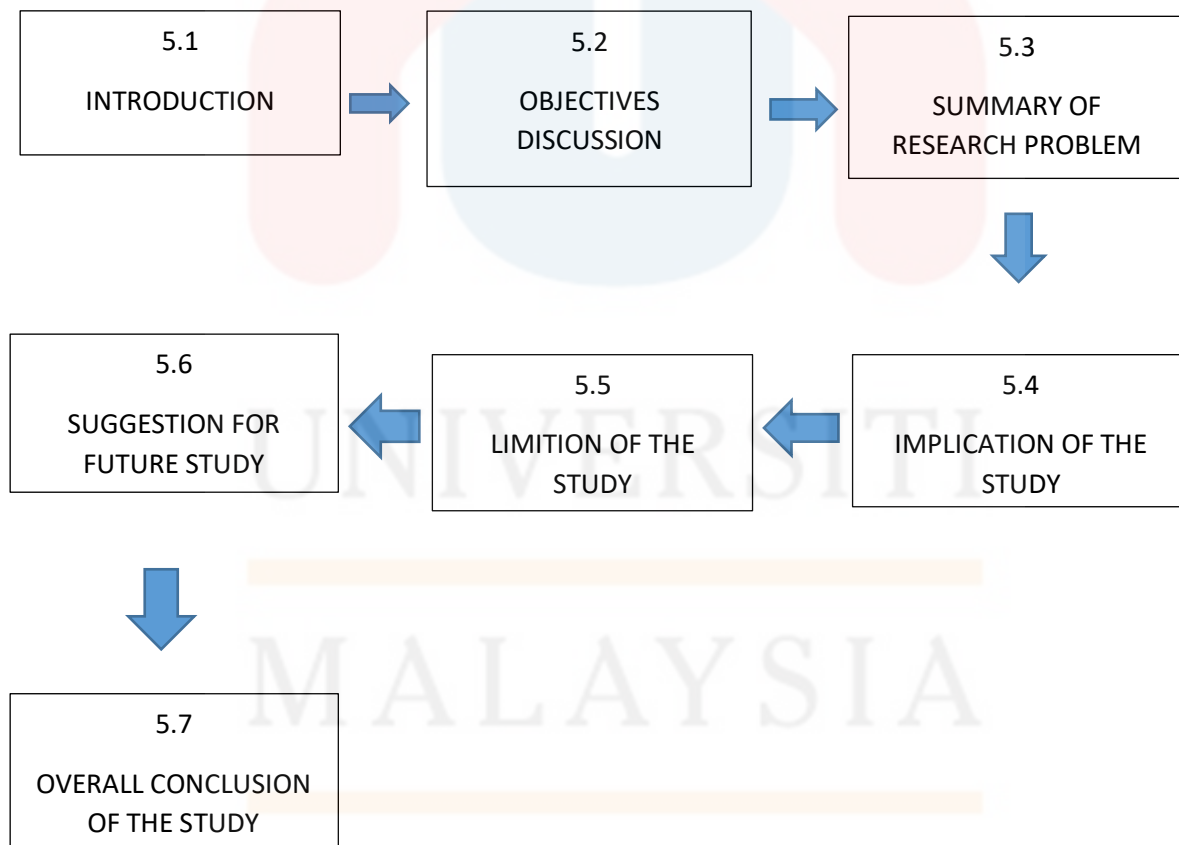 5.1
INTRODUCTION
5.2
OBJECTIVES
DISCUSSION
5.3
SUMMARY OF
RESEARCH PROBLEM
5.4
IMPLICATION OF THE
STUDY
5.5
LIMITION OF THE
STUDY
5.6
SUGGESTION FOR
FUTURE STUDY
5.7
OVERALL CONCLUSION
OF THE STUDY
UNIVERSITI
MALAYSIA